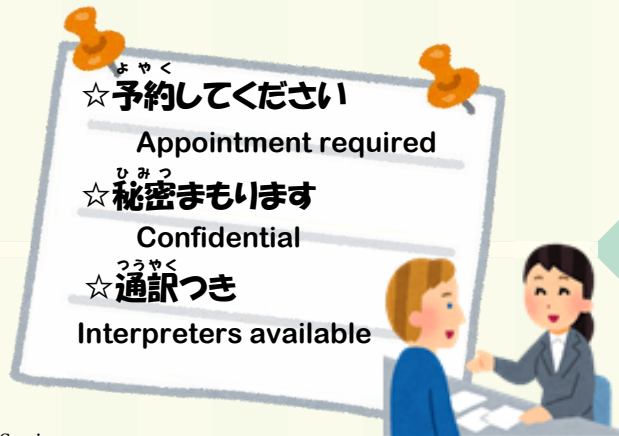 よやく
☆予約してください
Appointment required
ひみつ
☆秘密まもります
Confidential
つうやく
☆通訳つき
Interpreters available